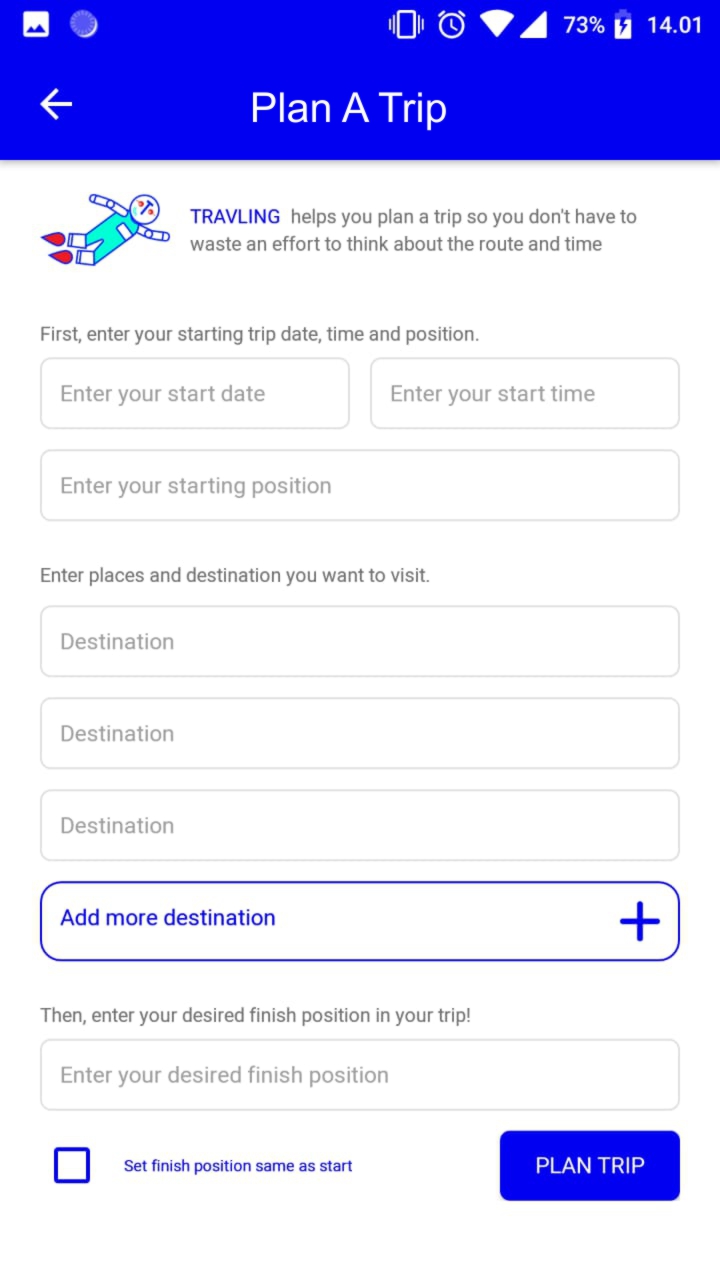 73% 14.01
Plan A Trip
TRAVLING helps you plan a trip so you don't have to
waste an effort to think about the route and time
First, enter your starting trip date, time and position.
Enter your start date Enter your start time
Enter your starting position
Enter places and destination you want to visit.
Destination
Destination
Destination
Add more destination
Then, enter your desired finish position in your trip!
Enter your desired finish position
Set finish position same as start PLAN TRIP